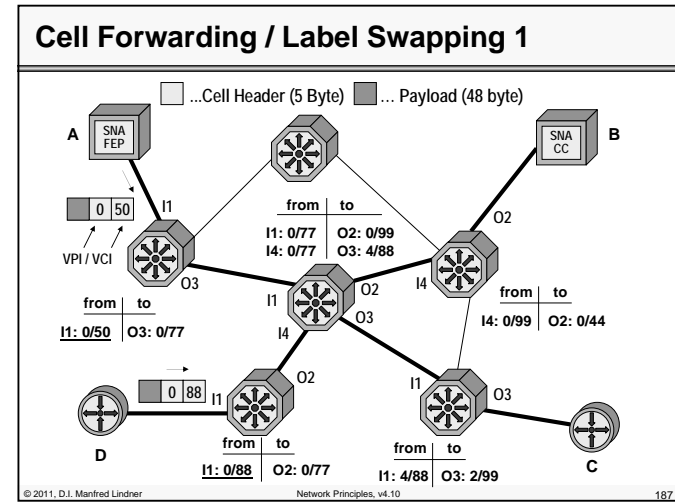 Cell Forwarding / Label Swapping 1
...Cell Header (5 Byte) ... Payload (48 byte)
A
SNA
FEP
SNA
CC
B
0 50
I1
VPI / VCI
from to
I1: 0/77 O2: 0/99
I4: 0/77 O3: 4/88
O2
O3
I1
O2
I4
from to
I1: 0/50 O3: 0/77
I4
O3
from to
I4: 0/99 O2: 0/44
0 88
I1
O2
I1
O3
D
from to
I1: 0/88 O2: 0/77
from to
I1: 4/88 O3: 2/99
C
© 2011, D.I. Manfred Lindner
Network Principles, v4.10
187